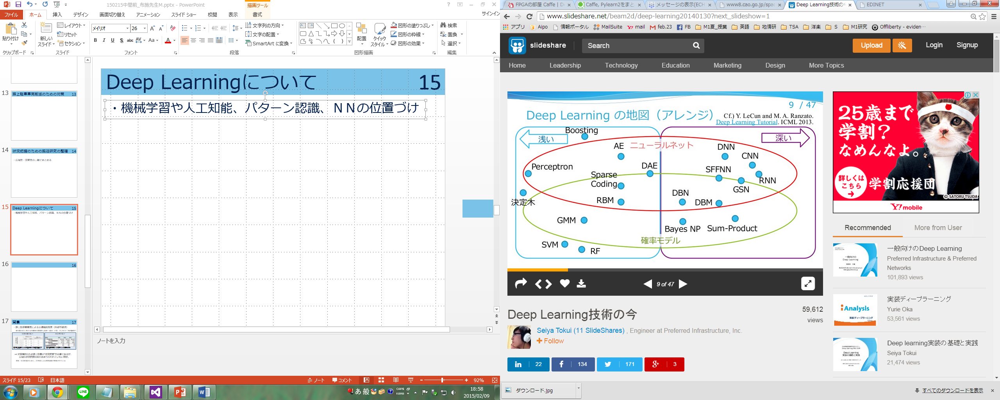 150215中間前_布施先生M.pptx - PowerPoint
描画ツール
ファイル
ホーム
挿入
デザイン
画面切り替え
アニメーション
スライド ショー
校閲
表示
書式
サインイン
貼り付け
新しい
スライド
レイアウト
リセット
セクション
メイリオ
26
文字列の方向
文字の配置
SmartArt に変換
配置
クイック
スタイル
図形の塗りつぶし
図形の枠線
図形の効果
検索
置換
選択
クリップボード
スライド
フォント
段落
図形描画
編集
13
路上駐車車両削減のための対策 13
14
状況把握のための既往研究の整理 14
・広域性・定期性の二軸でまとめる
15
Deep Learningについて 15
・機械学習や人工知能、パターン認識、ＮＮの位置づけ
16
16
17
背景 17
Deep Learningについて 15
・機械学習や人工知能、パターン認識、ＮＮの位置づけ
ノートを入力
スライド 15/23
日本語
ノート
コメント
92%
LINE
あ 般
CAPS
KANA
18:58
2015/02/09
FPGAの部屋 Caffe | D
Caffe, Pylearn2をまと
メッセージの表示(ECH
www8.cao.go.jp/spac
Deep Learning技術の
EDINET
www.slideshare.net/beam2d/deep-learning20140130?next_slideshow=1
アプリ
Aipo
情報ポータル
MailSuite
mail
feb.23
FB
M1夏_授業
英語
地情研
TSA
洋楽
S
M1研究
Offliberty - eviden…
slideshare
Search
Upload
Login
Signup
Home
Leadership
Technology
Education
Marketing
Design
More Topics
9 / 47
Deep Learning の地図（アレンジ）
Cf.) Y. LeCun and M. A. Ranzato.
Deep Learning Tutorial. ICML 2013.
浅い
Boosting
深い
AE
ニューラルネット
DNN
CNN
Perceptron
DAE
SFFNN
Sparse
Coding
RNN
GSN
決定木
RBM
DBN
DBM
GMM
Bayes NP
Sum-Product
確率モデル
SVM
RF
9 of 47
Deep Learning技術の今
59,612
views
Seiya Tokui (11 SlideShares) , Engineer at Preferred Infrastructure, Inc.
Follow
in 22
f 134
171
g+ 3
25歳まで
学割?
なめんなよ。
詳しくは
こちら
学割応援団
© SATORU TSUDA
Y!mobile
Recommended
More from User
一般向けのDeep Learning
Preferred Infrastructure & Preferred
Networks
101,893 views
iAnalysis
実装ディープラーニング
実装ディープラーニング
Yurie Oka
53,561 views
Deep learning実装の基礎と実践
Seiya Tokui
21,474 views
ダウンロード.jpg
すべてのダウンロードを表示